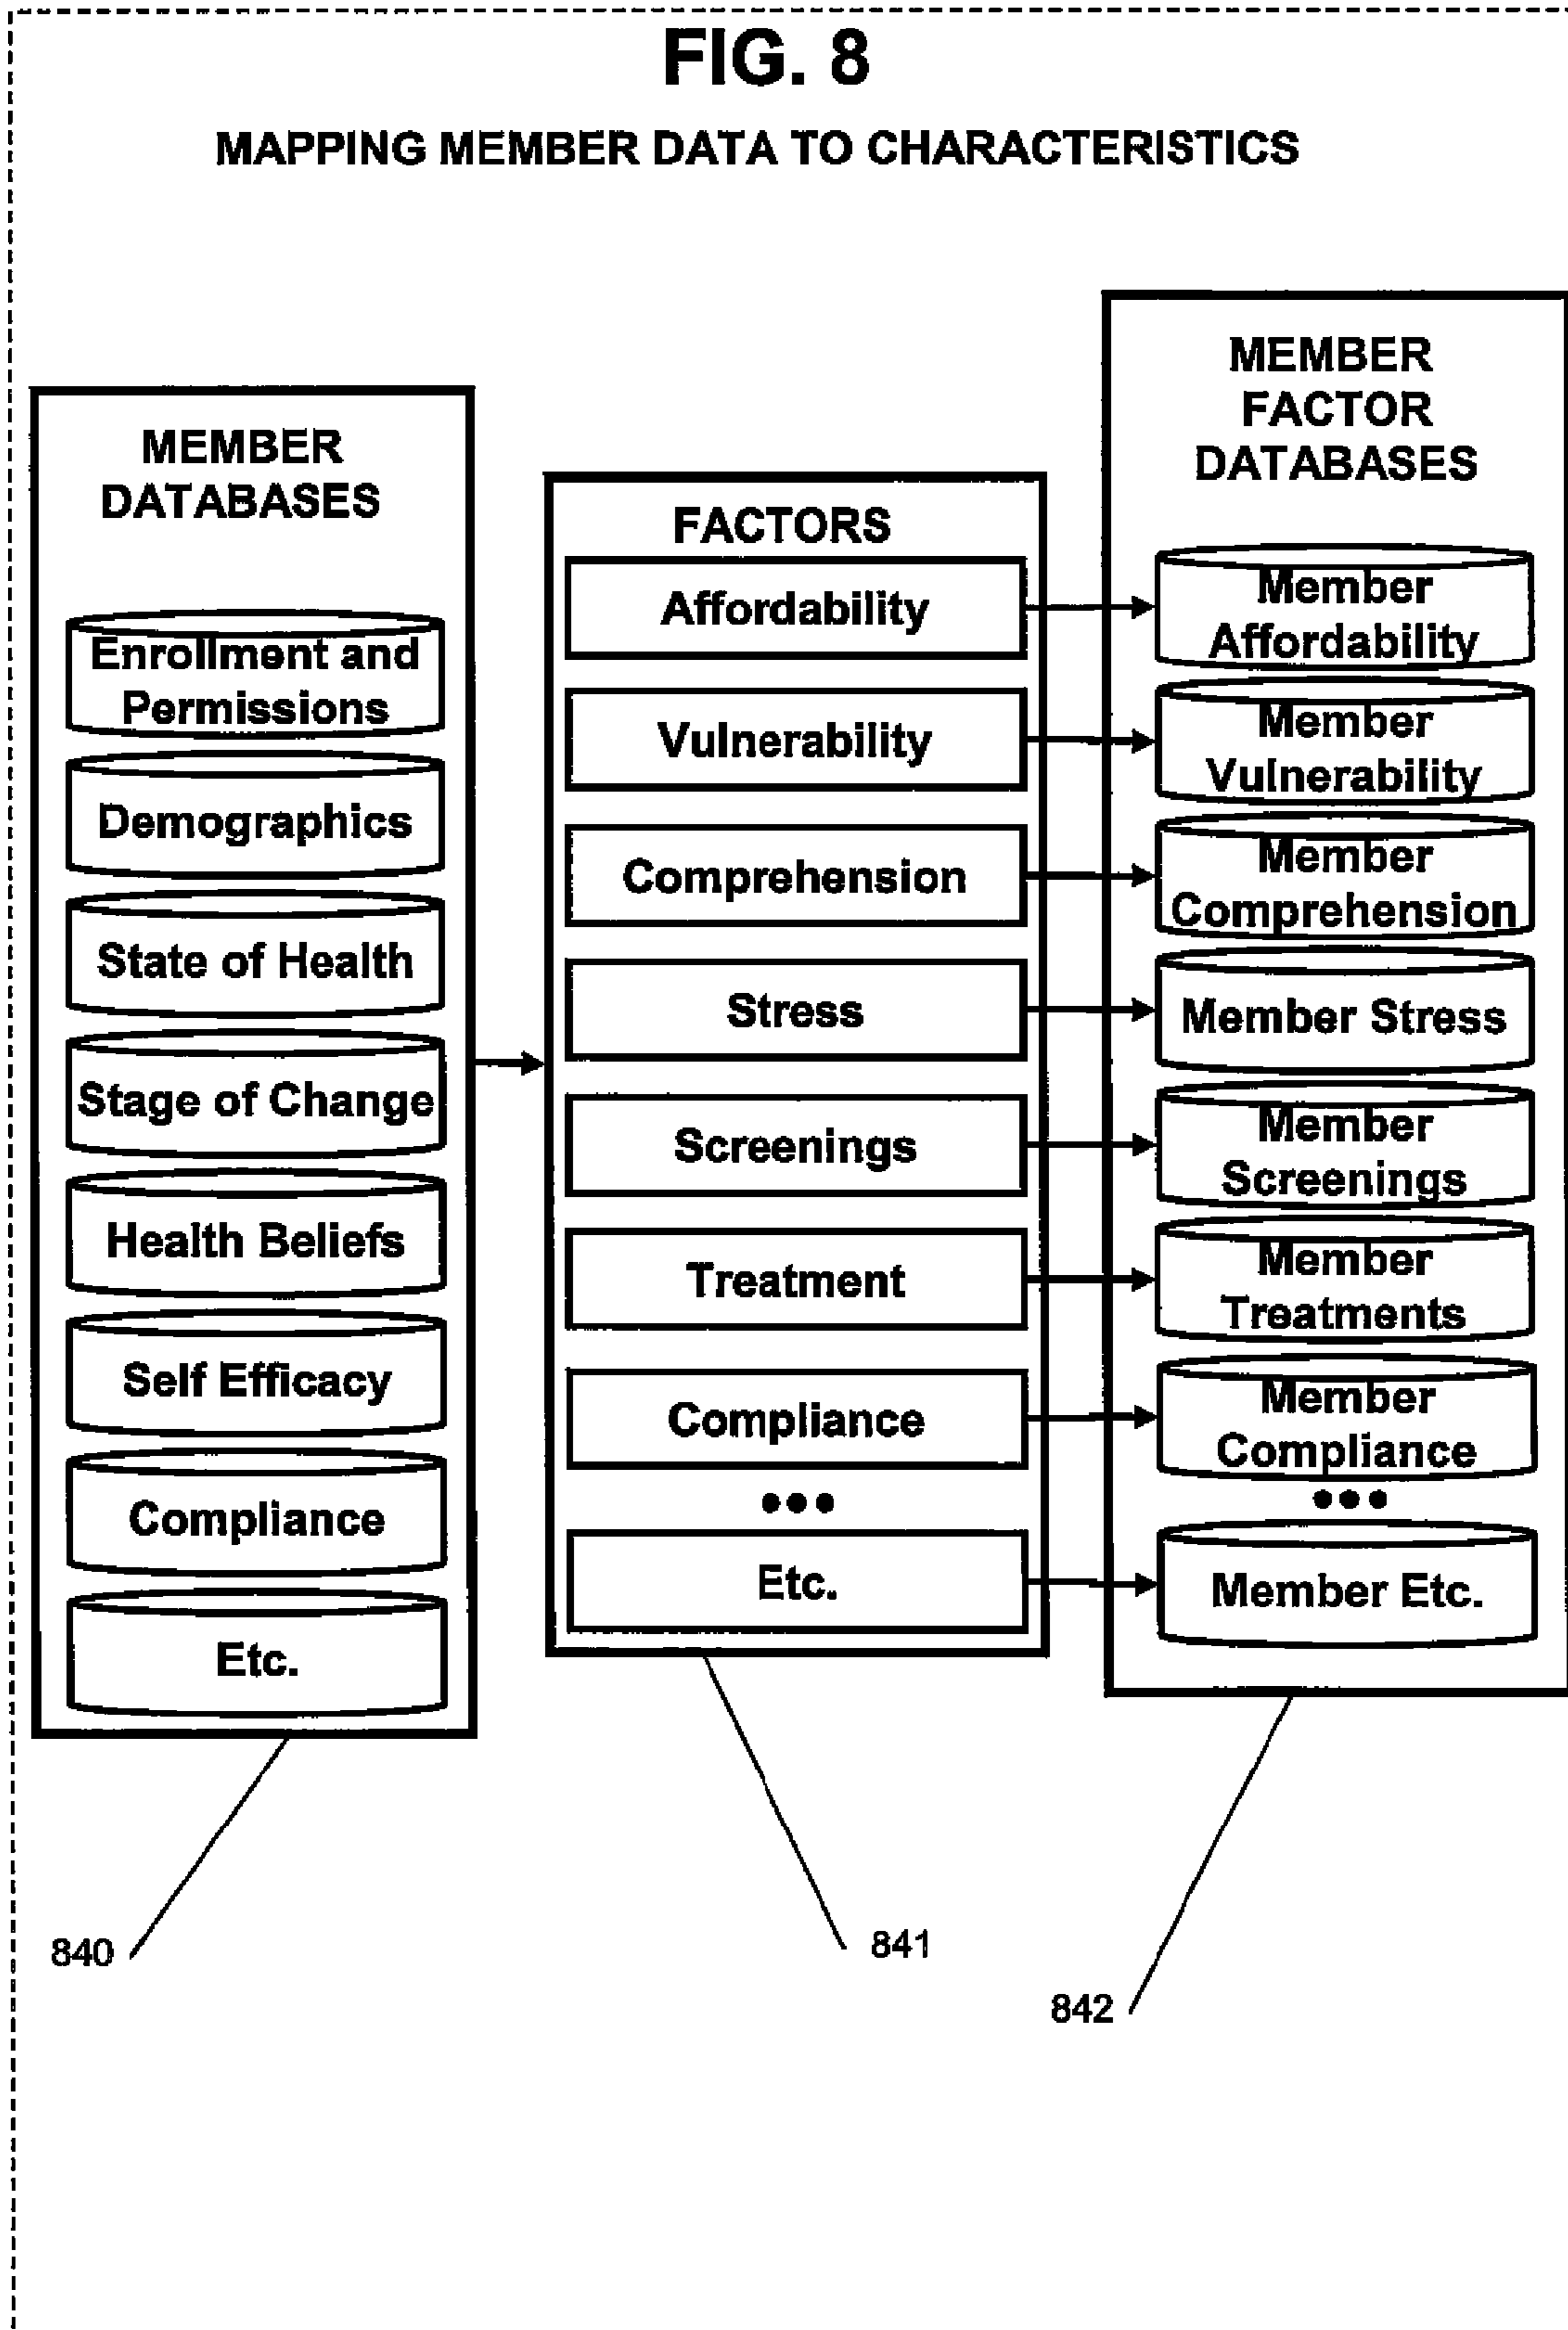 FIG. 8
MAPPING MEMBER DATA TO CHARACTERISTICS
MEMBER
DATABASES
Enrollment and
Permissions
Demographics
State of Health
Stage of Change
Health Beliefs
Self Efficacy
Compliance
Etc.
840
FACTORS
Affordability
Vulnerability
Comprehension
Stress
Screenings
Treatment
Compliance
•••
Etc.
841
MEMBER
FACTOR
DATABASES
Member
Affordability
Member
Vulnerability
Member
Comprehension
Member Stress
Member
Screenings
Member
Treatments
Member
Compliance
•••
Member Etc.
842